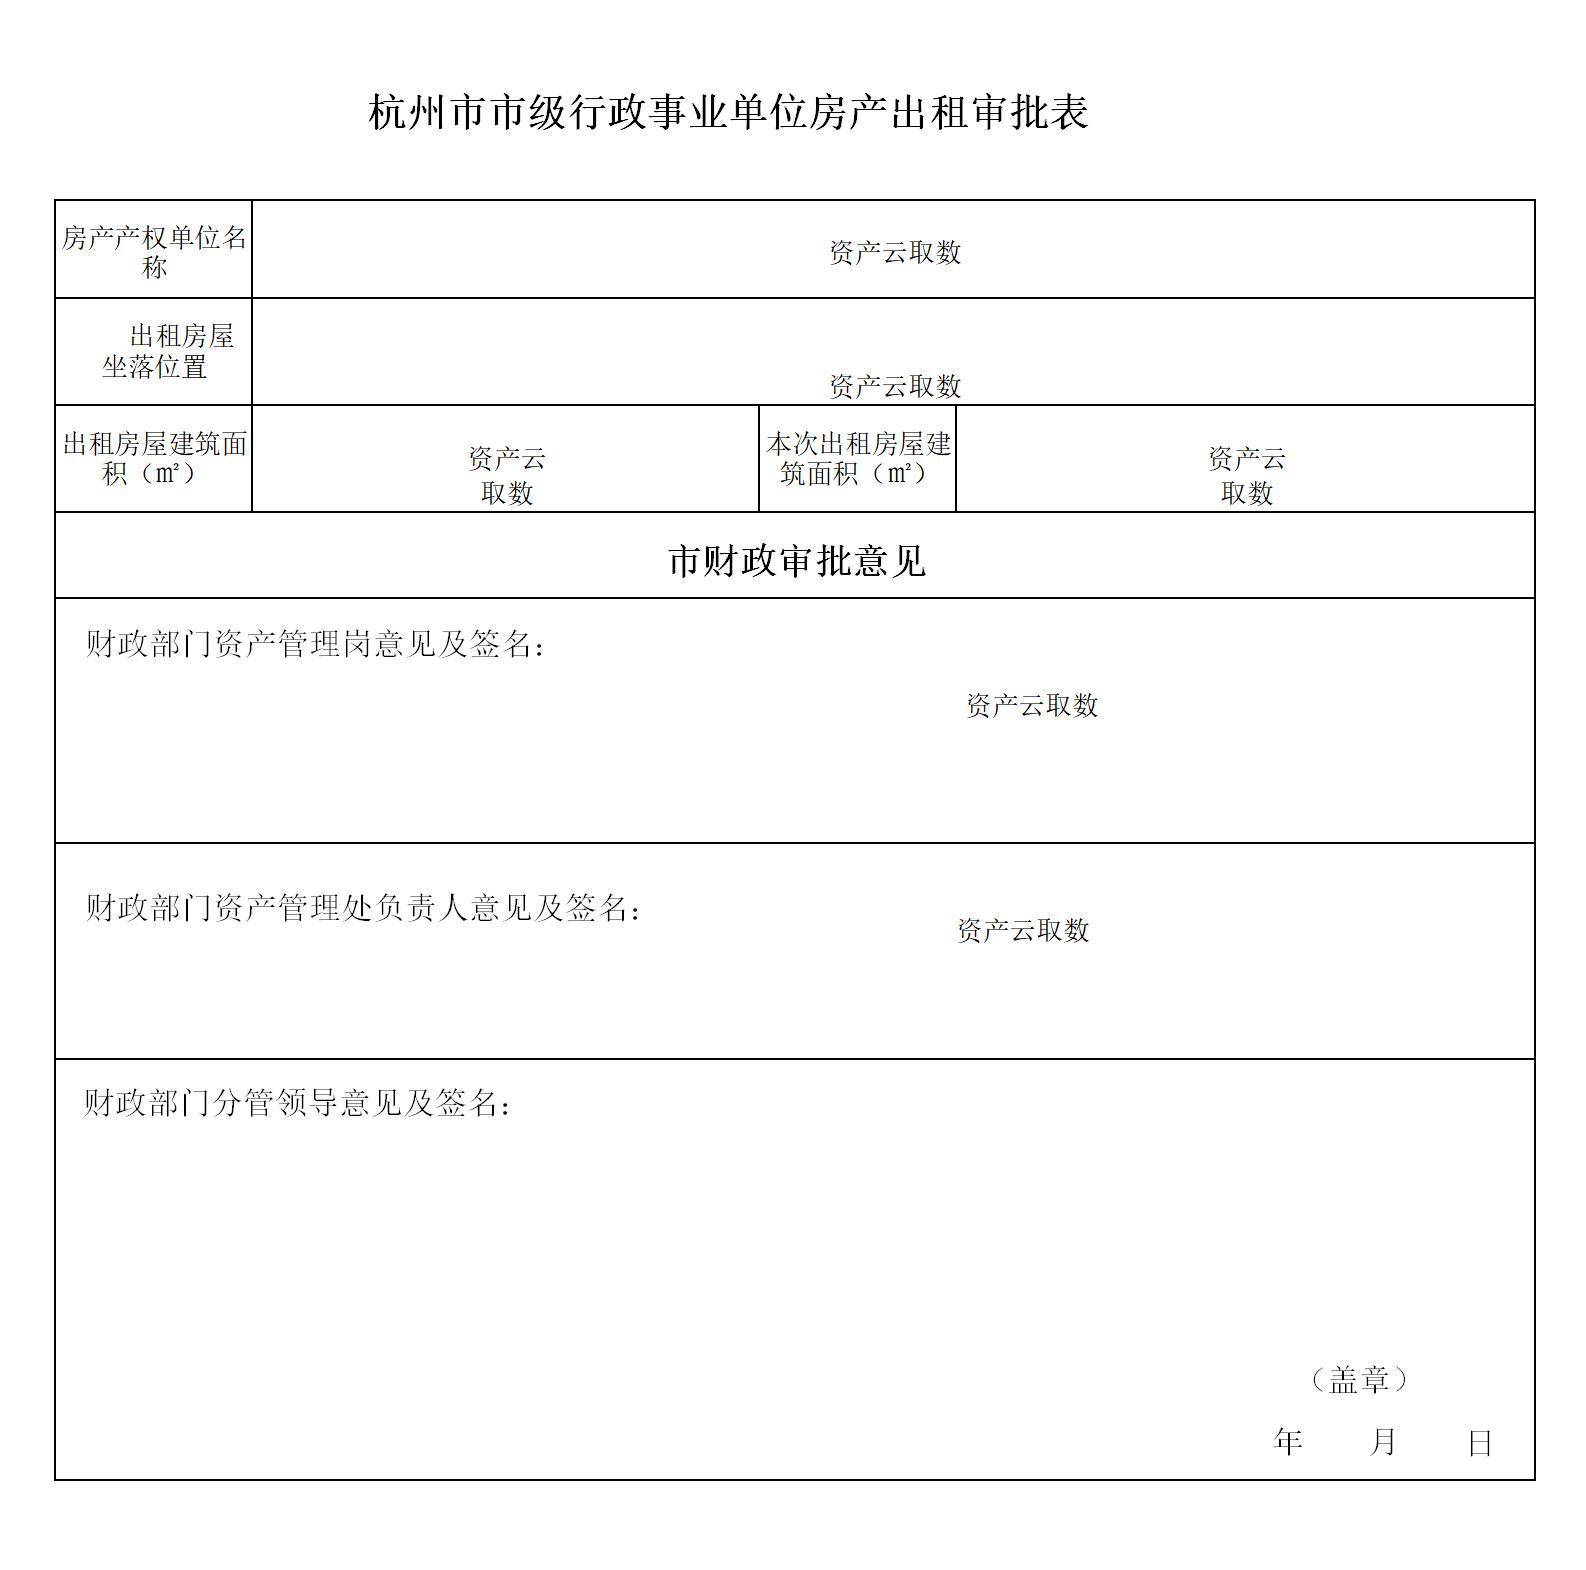 杭州市市级行政事业单位房产出租审批表
房产产权单位名
称
资产云取数
出租房屋
坐落位置
资产云取数
出租房屋建筑面
积（㎡）
资产云
取数
本次出租房屋建
筑面积（㎡）
资产云
取数
市财政审批意见
财政部门资产管理岗意见及签名：
资产云取数
财政部门资产管理处负责人意见及签名：
资产云取数
财政部门分管领导意见及签名：
（盖章）
年 月 日